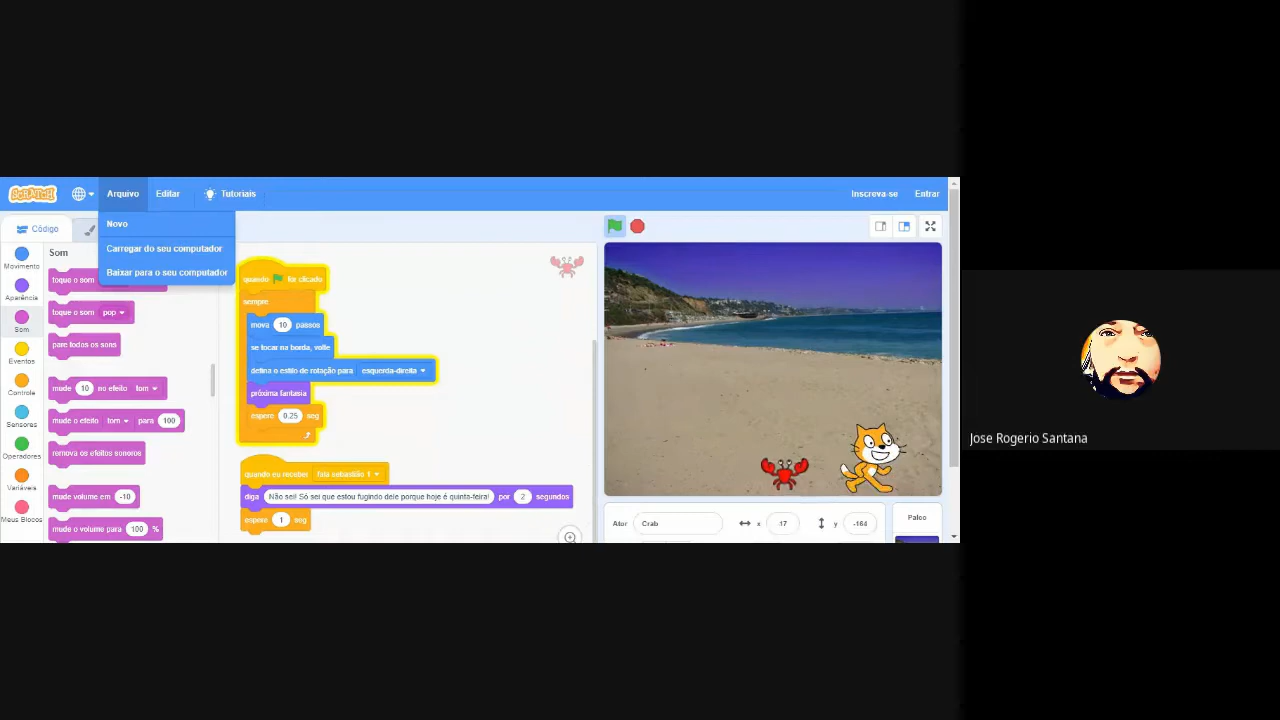 SCRATCH
Arquivo
Editar
Tutoriais
Inscreva-se
Entrar
Novo
Carregar do seu computador
Baixar para o seu computador
Código
Movimento
Aparência
Som
Eventos
Controle
Sensores
Operadores
Variáveis
Meus Blocos
Som
toque o som
toque o som pop
pare todos os sons
mude 10 no efeito tom
mude o efeito tom para 100
remova os efeitos sonoros
mude volume em -10
mude o volume para 100 %
quando for clicado
sempre
mova 10 passos
se tocar na borda, volte
defina o estilo de rotação para esquerda-direita
próxima fantasia
espere 0.25 seg
quando eu receber fala sebastião 1
diga Não sei! Só sei que estou fugindo dele porque hoje é quinta-feira! por 2 segundos
espere 1 seg
Ator Crab x 17 y -164
Palco
Jose Rogerio Santana